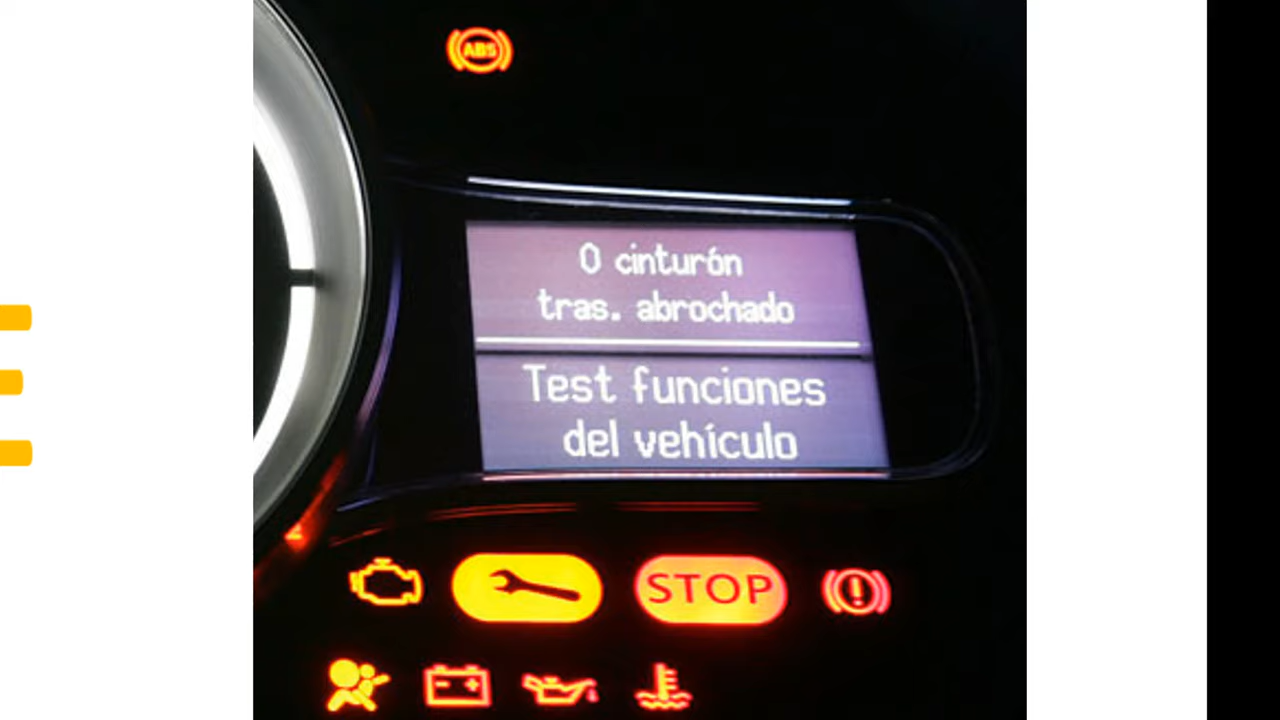 ABS
0 cinturón
tras. abrochado
Test funciones
del vehículo
STOP